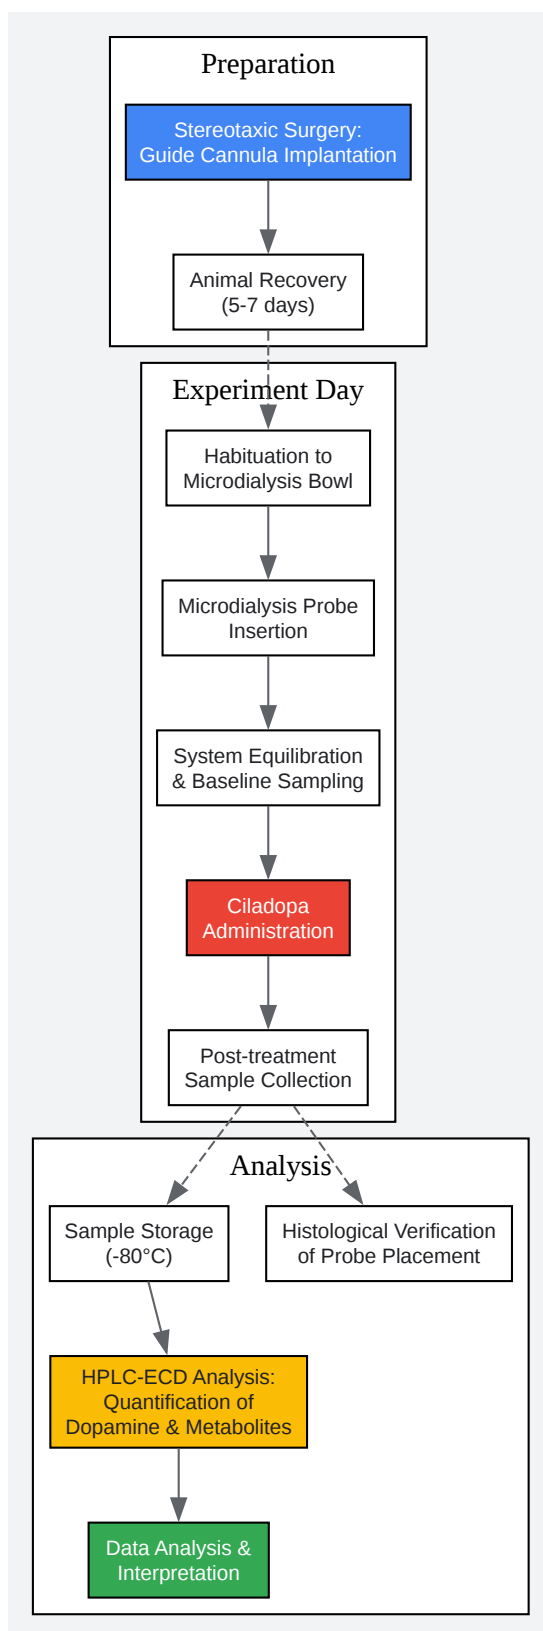 Preparation
Stereotaxic Surgery:
Guide Cannula Implantation
Animal Recovery
(5-7 days)
Experiment Day
Habituation to
Microdialysis Bowl
Microdialysis Probe
Insertion
System Equilibration
& Baseline Sampling
Ciladopa
Administration
Post-treatment
Sample Collection
Analysis
Sample Storage
(-80°C)
Histological Verification
of Probe Placement
HPLC-ECD Analysis:
Quantification of
Dopamine & Metabolites
Data Analysis &
Interpretation